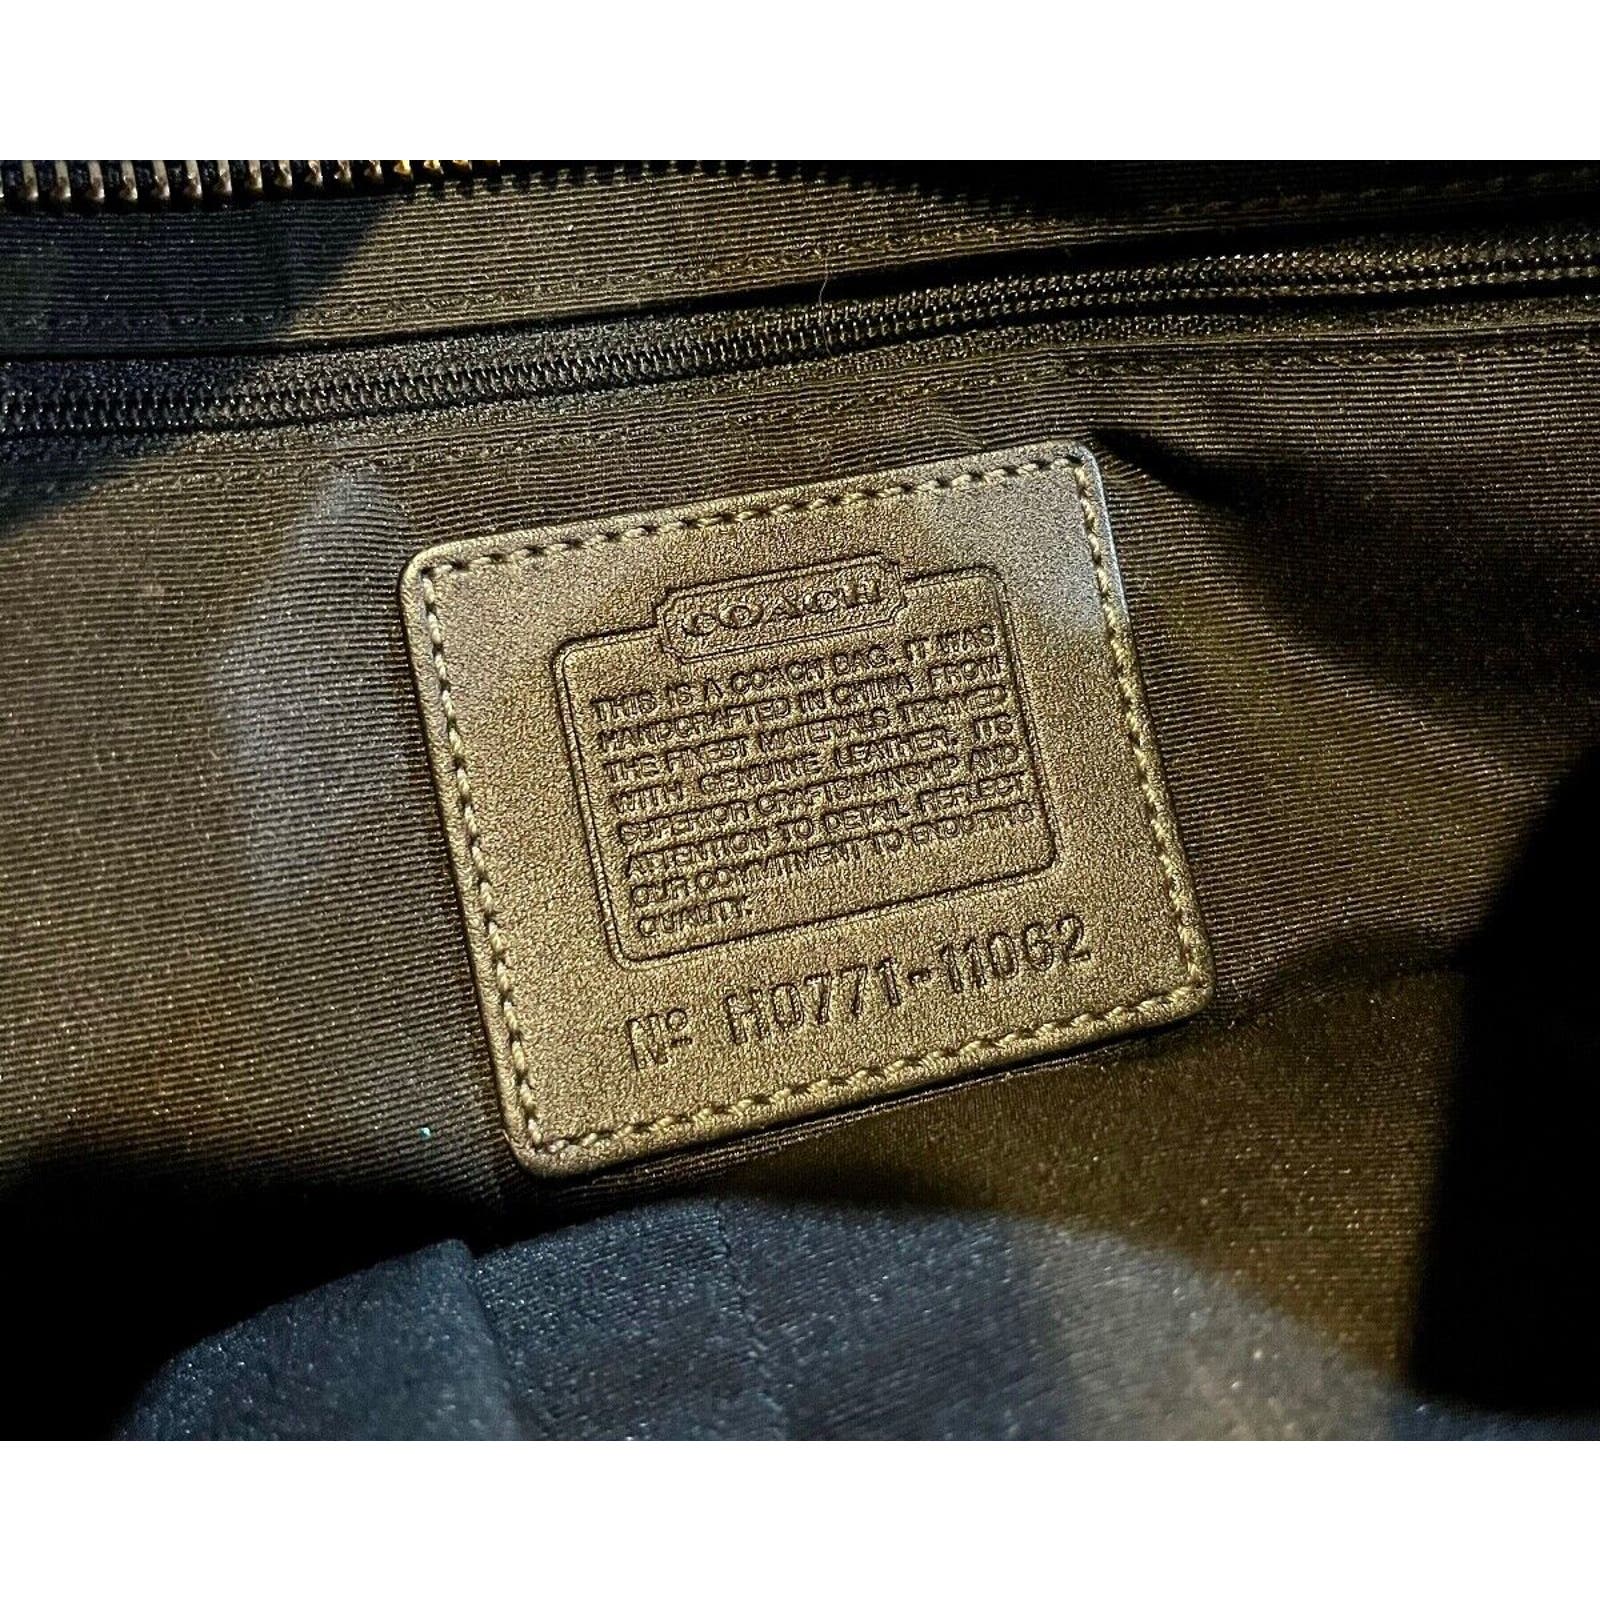 COACH
THIS IS A COACH BAG. IT WAS
HANDCRAFTED IN CHINA FROM
THE FINEST MATERIALS TRIMMED
WITH GENUINE LEATHER. ITS
SUPERIOR CRAFTSMANSHIP AND
ATTENTION TO DETAIL REFLECT
OUR COMMITMENT TO ENDURING
QUALITY.
Nº H0771-11062